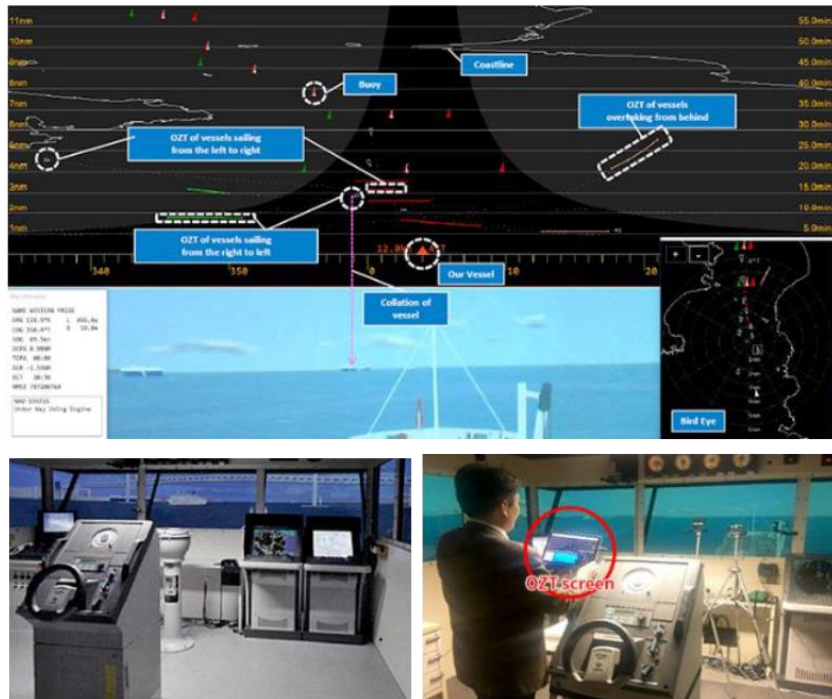 11nm
55.0min
10nm
50.0min
Coastline
9nm
45.0min
8nm
Buoy
40.0min
7nm
35.0min
OZT of vessels
overtaking from behind
6nm
30.0min
OZT of vessels sailing
from the left to right
25.0min
4nm
20.0min
3nm
15.0min
2nm
10.0min
1nm
5.0min
OZT of vessels sailing
from the right to left
340
350
0
10
20
Our Vessel
Collation of
vessel
Bird Eye
+
-
NAV STATUS
Under Way Using Engine
OZT screen